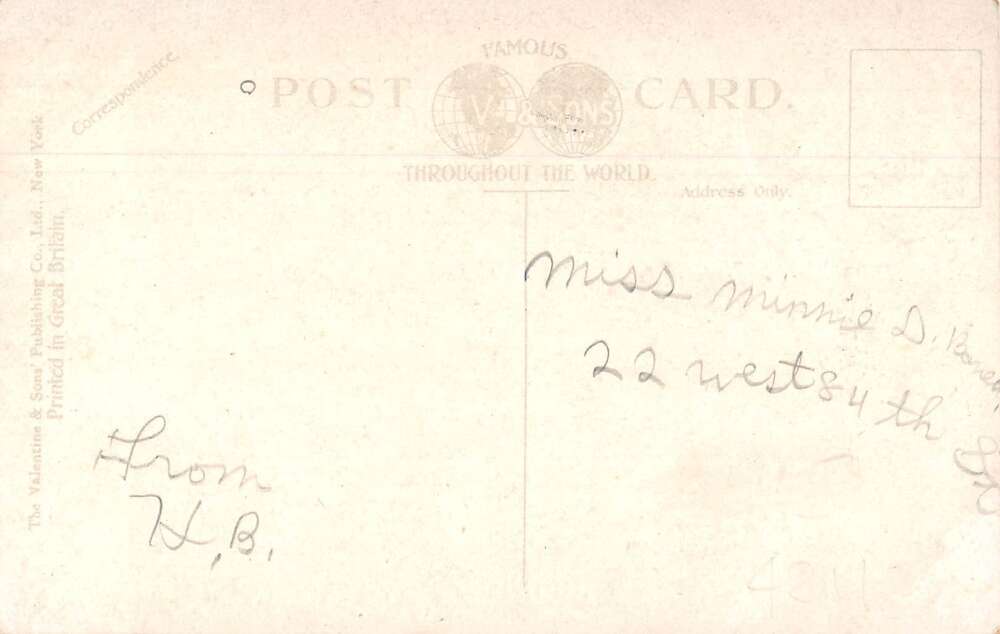 Correspondence
FAMOUS
POST CARD.
V. & SONS
THROUGHOUT THE WORLD.
Address Only.
The Valentine & Sons' Publishing Co., Ltd., New York
Printed in Great Britain.
Miss Minnie D.
22 west 84th St
From
H.B.